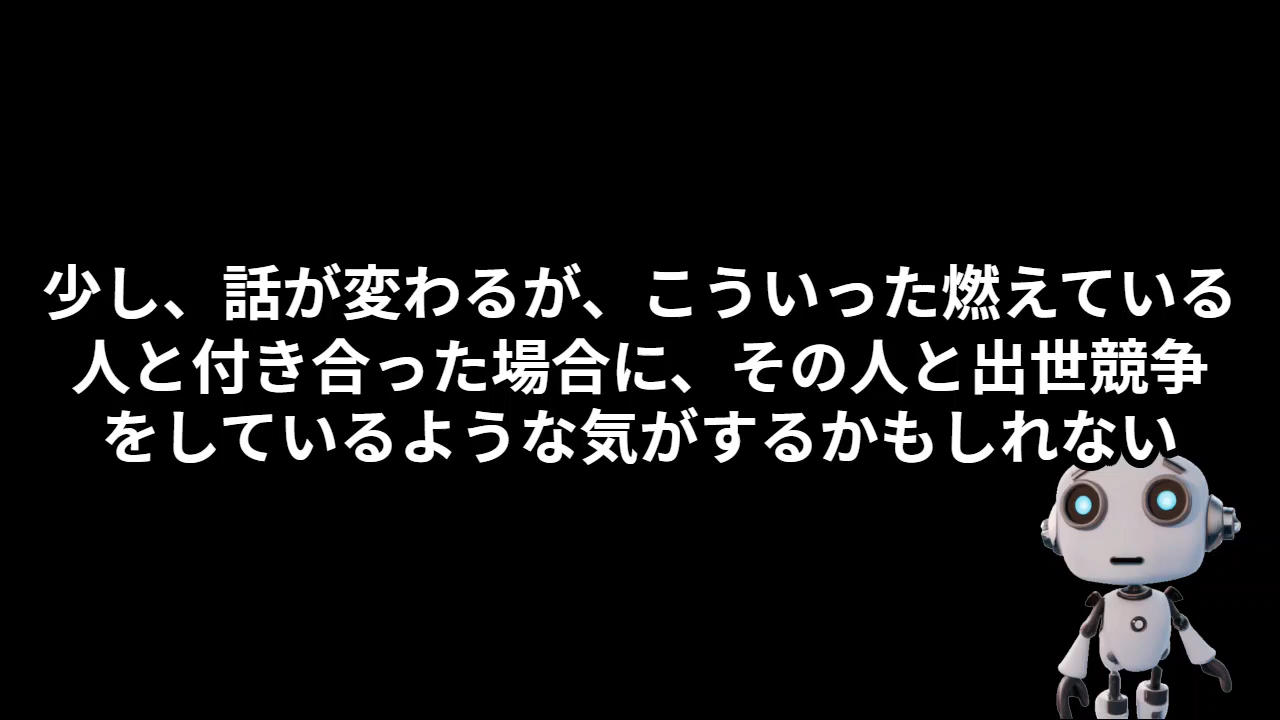 少し、話が変わるが、こういった燃えている
人と付き合った場合に、その人と出世競争
をしているような気がするかもしれない